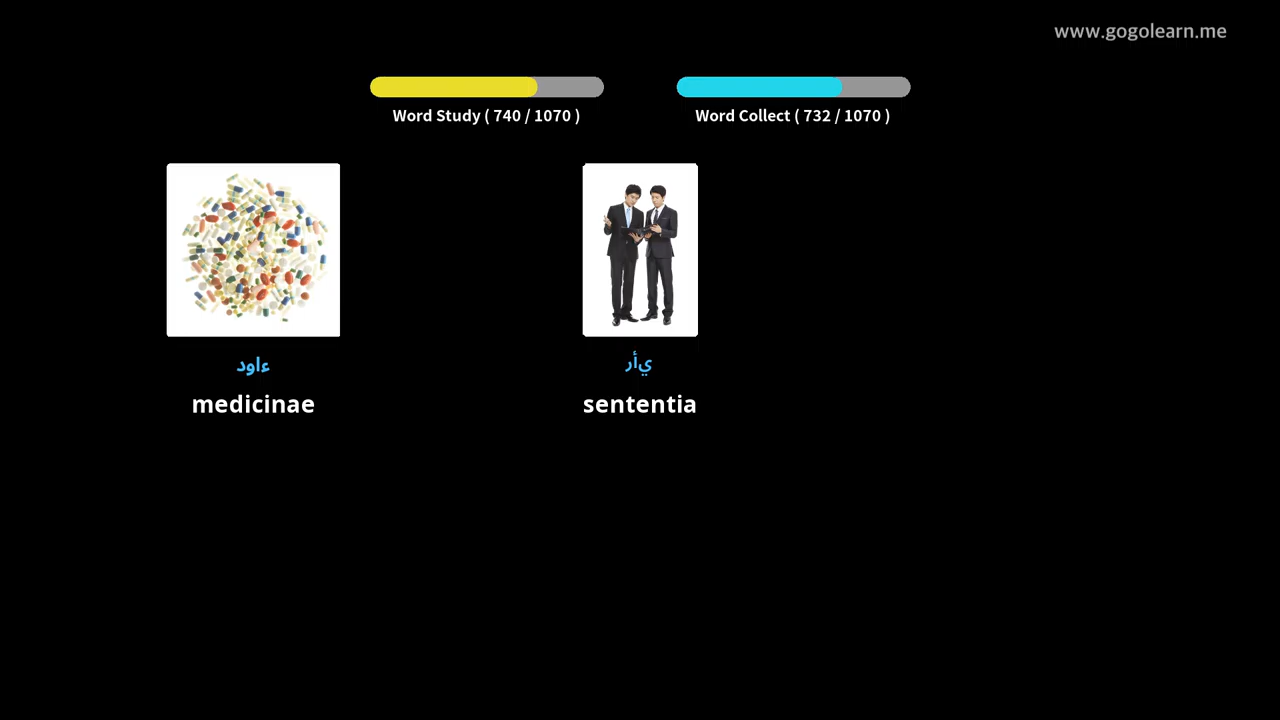 www.gogolearn.me
Word Study ( 740 / 1070 )
Word Collect ( 732 / 1070 )
ءاود
medicinae
يأر
sententia